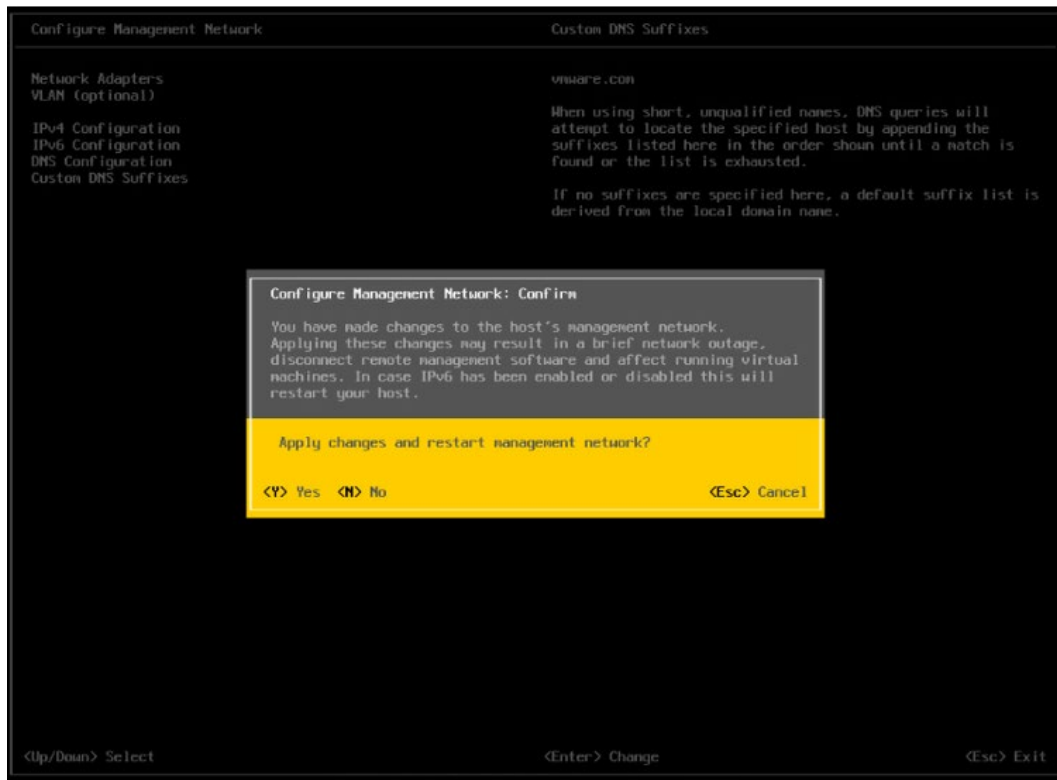 Configure Management Network
Custom DNS Suffixes
Network Adapters
VLAN (optional)
IPv4 Configuration
IPv6 Configuration
DNS Configuration
Custom DNS Suffixes
vmware.com
When using short, unqualified names, DNS queries will
attempt to locate the specified host by appending the
suffixes listed here in the order shown until a match is
found or the list is exhausted.
If no suffixes are specified here, a default suffix list is
derived from the local domain name.
Configure Management Network: Confirm
You have made changes to the host's management network.
Applying these changes may result in a brief network outage,
disconnect remote management software and affect running virtual
machines. In case IPv6 has been enabled or disabled this will
restart your host.
Apply changes and restart management network?
<Y> Yes <N> No <Esc> Cancel
<Up/Down> Select <Enter> Change <Esc> Exit